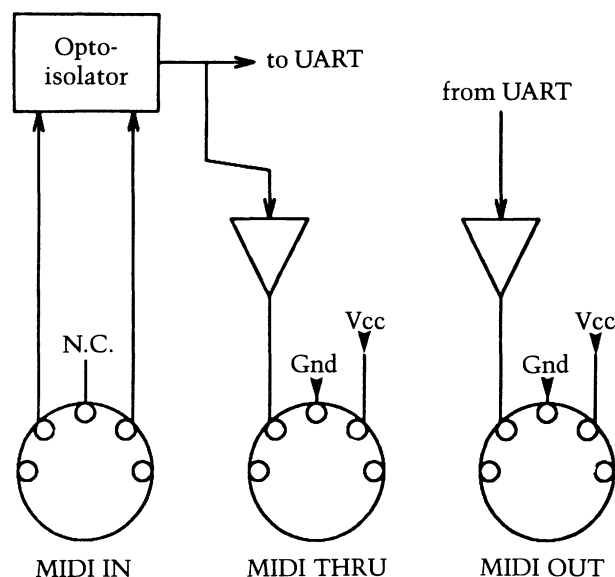 Opto-
isolator
to UART
from UART
N.C.
Gnd
Vcc
Gnd
Vcc
MIDI IN
MIDI THRU
MIDI OUT